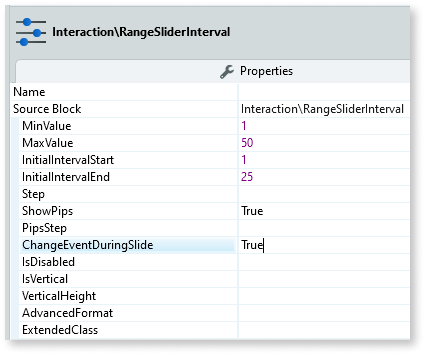 Interaction\RangeSliderInterval
Properties
Name
Source Block Interaction\RangeSliderInterval
MinValue 1
MaxValue 50
InitialIntervalStart 1
InitialIntervalEnd 25
Step
ShowPips True
PipsStep
ChangeEventDuringSlide True
IsDisabled
IsVertical
VerticalHeight
AdvancedFormat
ExtendedClass